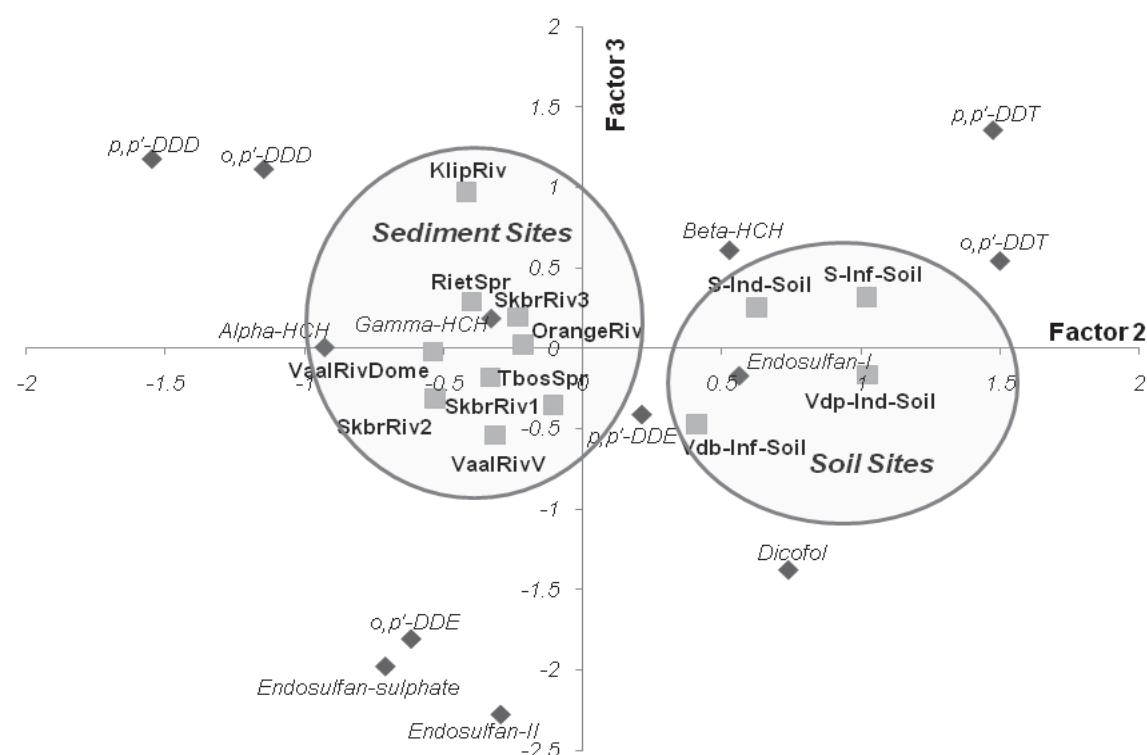 2
Factor 3
1.5
p,p'-DDT
p,p'-DDD
o,p'-DDD
KlipRiv
1
Sediment Sites
Beta-HCH
o,p'-DDT
0.5
S-Ind-Soil
S-Inf-Soil
RietSpr
SkbrRiv3
Alpha-HCH
Gamma-HCH
OrangeRiv
Factor 2
0
Endosulfan-I
VaalRivDome
TbosSpr
-2
-1.5
-1
-0.5
0
0.5
1
1.5
2
SkbrRiv1
Vdp-Ind-Soil
SkbrRiv2
-0.5
p,p'-DDE
Vdb-Inf-Soil
VaalRivV
Soil Sites
-1
Dicofol
-1.5
o,p'-DDE
-2
Endosulfan-sulphate
Endosulfan-II
-2.5